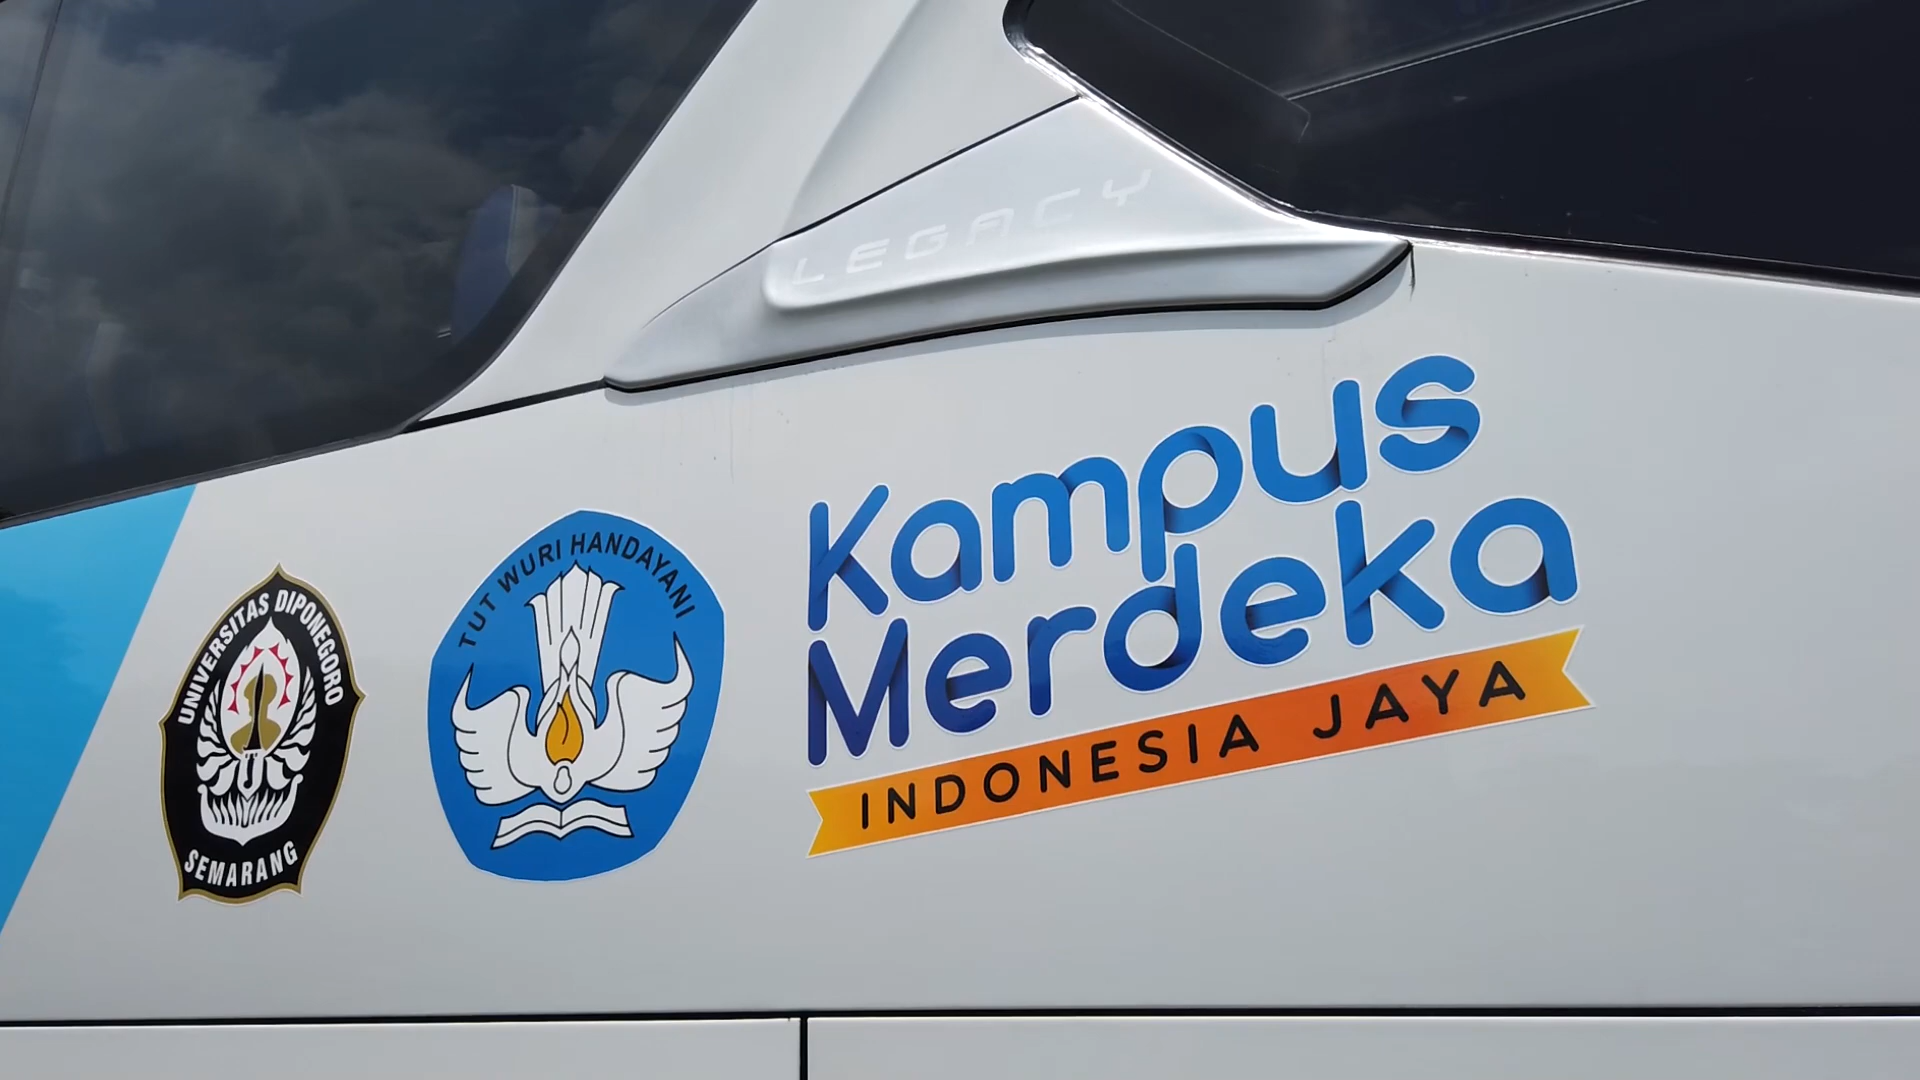 LEGACY
UNIVERSITAS DIPONEGORO
SEMARANG
TUT WURI HANDAYANI
Kampus
Merdeka
INDONESIA JAYA